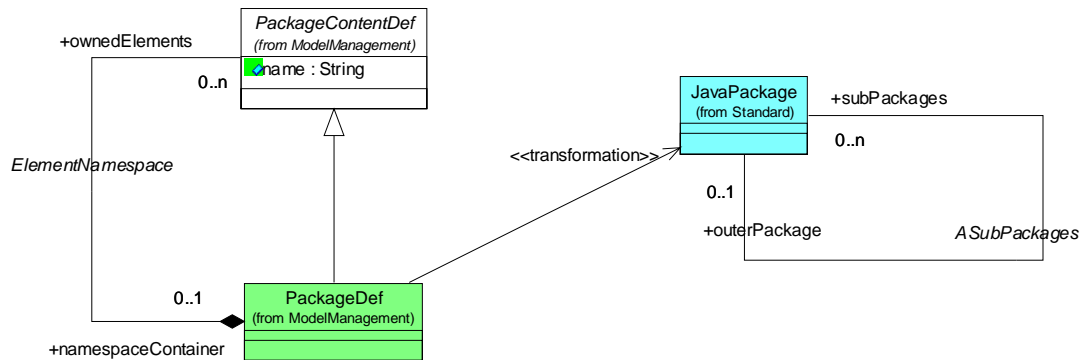 PackageContentDef
(from ModelManagement)
name : String
+ownedElements
0..n
ElementNamespace
0..1
+namespaceContainer
PackageDef
(from ModelManagement)
<<transformation>>
JavaPackage
(from Standard)
+subPackages
0..n
0..1
+outerPackage
ASubPackages